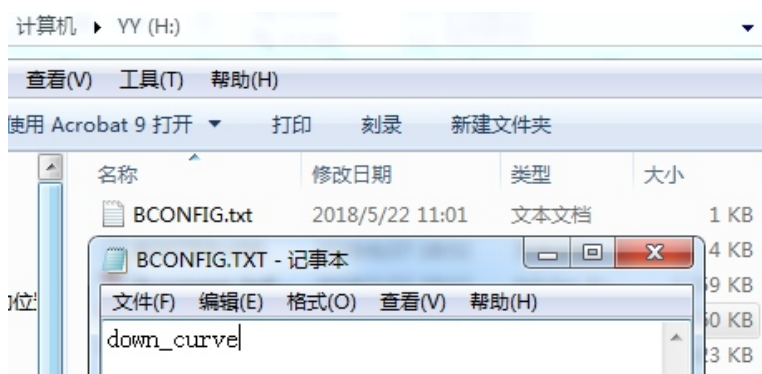 计算机 ▸ YY (H:)
查看(V) 工具(T) 帮助(H)
使用 Acrobat 9 打开 打印 刻录 新建文件夹
名称 修改日期 类型 大小
BCONFIG.txt 2018/5/22 11:01 文本文档 1 KB
BCONFIG.TXT - 记事本
4 KB
文件(F) 编辑(E) 格式(O) 查看(V) 帮助(H)
59 KB
down_curve
KB
23 KB